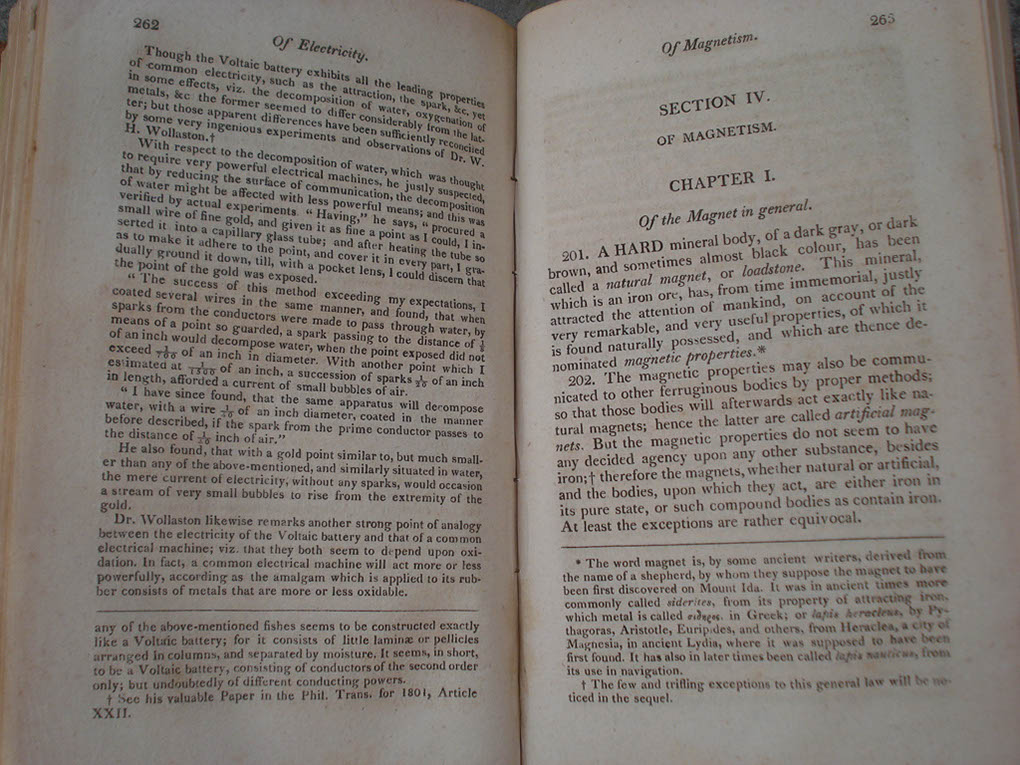 262
Of Electricity.
Though the Voltaic battery exhibits all the leading properties
of common electricity, such as the attraction, the spark, &c. yet
in some effects, viz. the decomposition of water, oxygenation of
metals, &c the former seemed to differ considerably from the lat-
ter; but those apparent differences have been sufficiently reconciled
by some very ingenious experiments and observations of Dr. W.
H. Wollaston.†
With respect to the decomposition of water, which was thought
to require very powerful electrical machines, he justly suspected,
that by reducing the surface of communication, the decomposition
of water might be affected with less powerful means; and this was
verified by actual experiments. "Having," he says, "procured a
small wire of fine gold, and given it as fine a point as I could, I in-
serted it into a capillary glass tube; and after heating the tube so
as to make it adhere to the point, and cover it in every part, I gra-
dually ground it down, till, with a pocket lens, I could discern that
the point of the gold was exposed.
"The success of this method exceeding my expectations, I
coated several wires in the same manner, and found, that when
sparks from the conductors were made to pass through water, by
means of a point so guarded, a spark passing to the distance of
of an inch would decompose water, when the point exposed did not
exceed of an inch in diameter. With another point which I
estimated at of an inch, a succession of sparks of an inch
in length, afforded a current of small bubbles of air.
"I have since found, that the same apparatus will decompose
water, with a wire of an inch diameter, coated in the manner
before described, if the spark from the prime conductor passes to
the distance of inch of air."
He also found, that with a gold point similar to, but much small-
er than any of the above-mentioned, and similarly situated in water,
the mere current of electricity, without any sparks, would occasion
a stream of very small bubbles to rise from the extremity of the
gold.
Dr. Wollaston likewise remarks another strong point of analogy
between the electricity of the Voltaic battery and that of a common
electrical machine; viz. that they both seem to depend upon oxi-
dation. In fact, a common electrical machine will act more or less
powerfully, according as the amalgam which is applied to its rub-
ber consists of metals that are more or less oxidable.
any of the above-mentioned fishes seems to be constructed exactly
like a Voltaic battery; for it consists of little laminæ or pellicles
arranged in columns, and separated by moisture. It seems, in short,
to be a Voltaic battery, consisting of conductors of the second order
only; but undoubtedly of different conducting powers.
† See his valuable Paper in the Phil. Trans. for 1801, Article
XXII.
263
Of Magnetism.
SECTION IV.
OF MAGNETISM.
CHAPTER I.
Of the Magnet in general.
201. A HARD mineral body, of a dark gray, or dark
brown, and sometimes almost black colour, has been
called a natural magnet, or loadstone. This mineral,
which is an iron ore, has, from time immemorial, justly
attracted the attention of mankind, on account of the
very remarkable, and very useful properties, of which it
is found naturally possessed, and which are thence de-
nominated magnetic properties.*
202. The magnetic properties may also be commu-
nicated to other ferruginous bodies by proper methods;
so that those bodies will afterwards act exactly like na-
tural magnets; hence the latter are called artificial mag-
nets. But the magnetic properties do not seem to have
any decided agency upon any other substance, besides
iron;† therefore the magnets, whether natural or artificial,
and the bodies, upon which they act, are either iron in
its pure state, or such compound bodies as contain iron.
At least the exceptions are rather equivocal.
* The word magnet is, by some ancient writers, derived from
the name of a shepherd, by whom they suppose the magnet to have
been first discovered on Mount Ida. It was in ancient times more
commonly called siderites, from its property of attracting iron,
which metal is called σιδηρος. in Greek; or lapis heracleus, by Py-
thagoras, Aristotle, Euripides, and others, from Heraclea, a city of
Magnesia, in ancient Lydia, where it was supposed to have been
first found. It has also in later times been called lapis nauticus, from
its use in navigation.
† The few and trifling exceptions to this general law will be no-
ticed in the sequel.